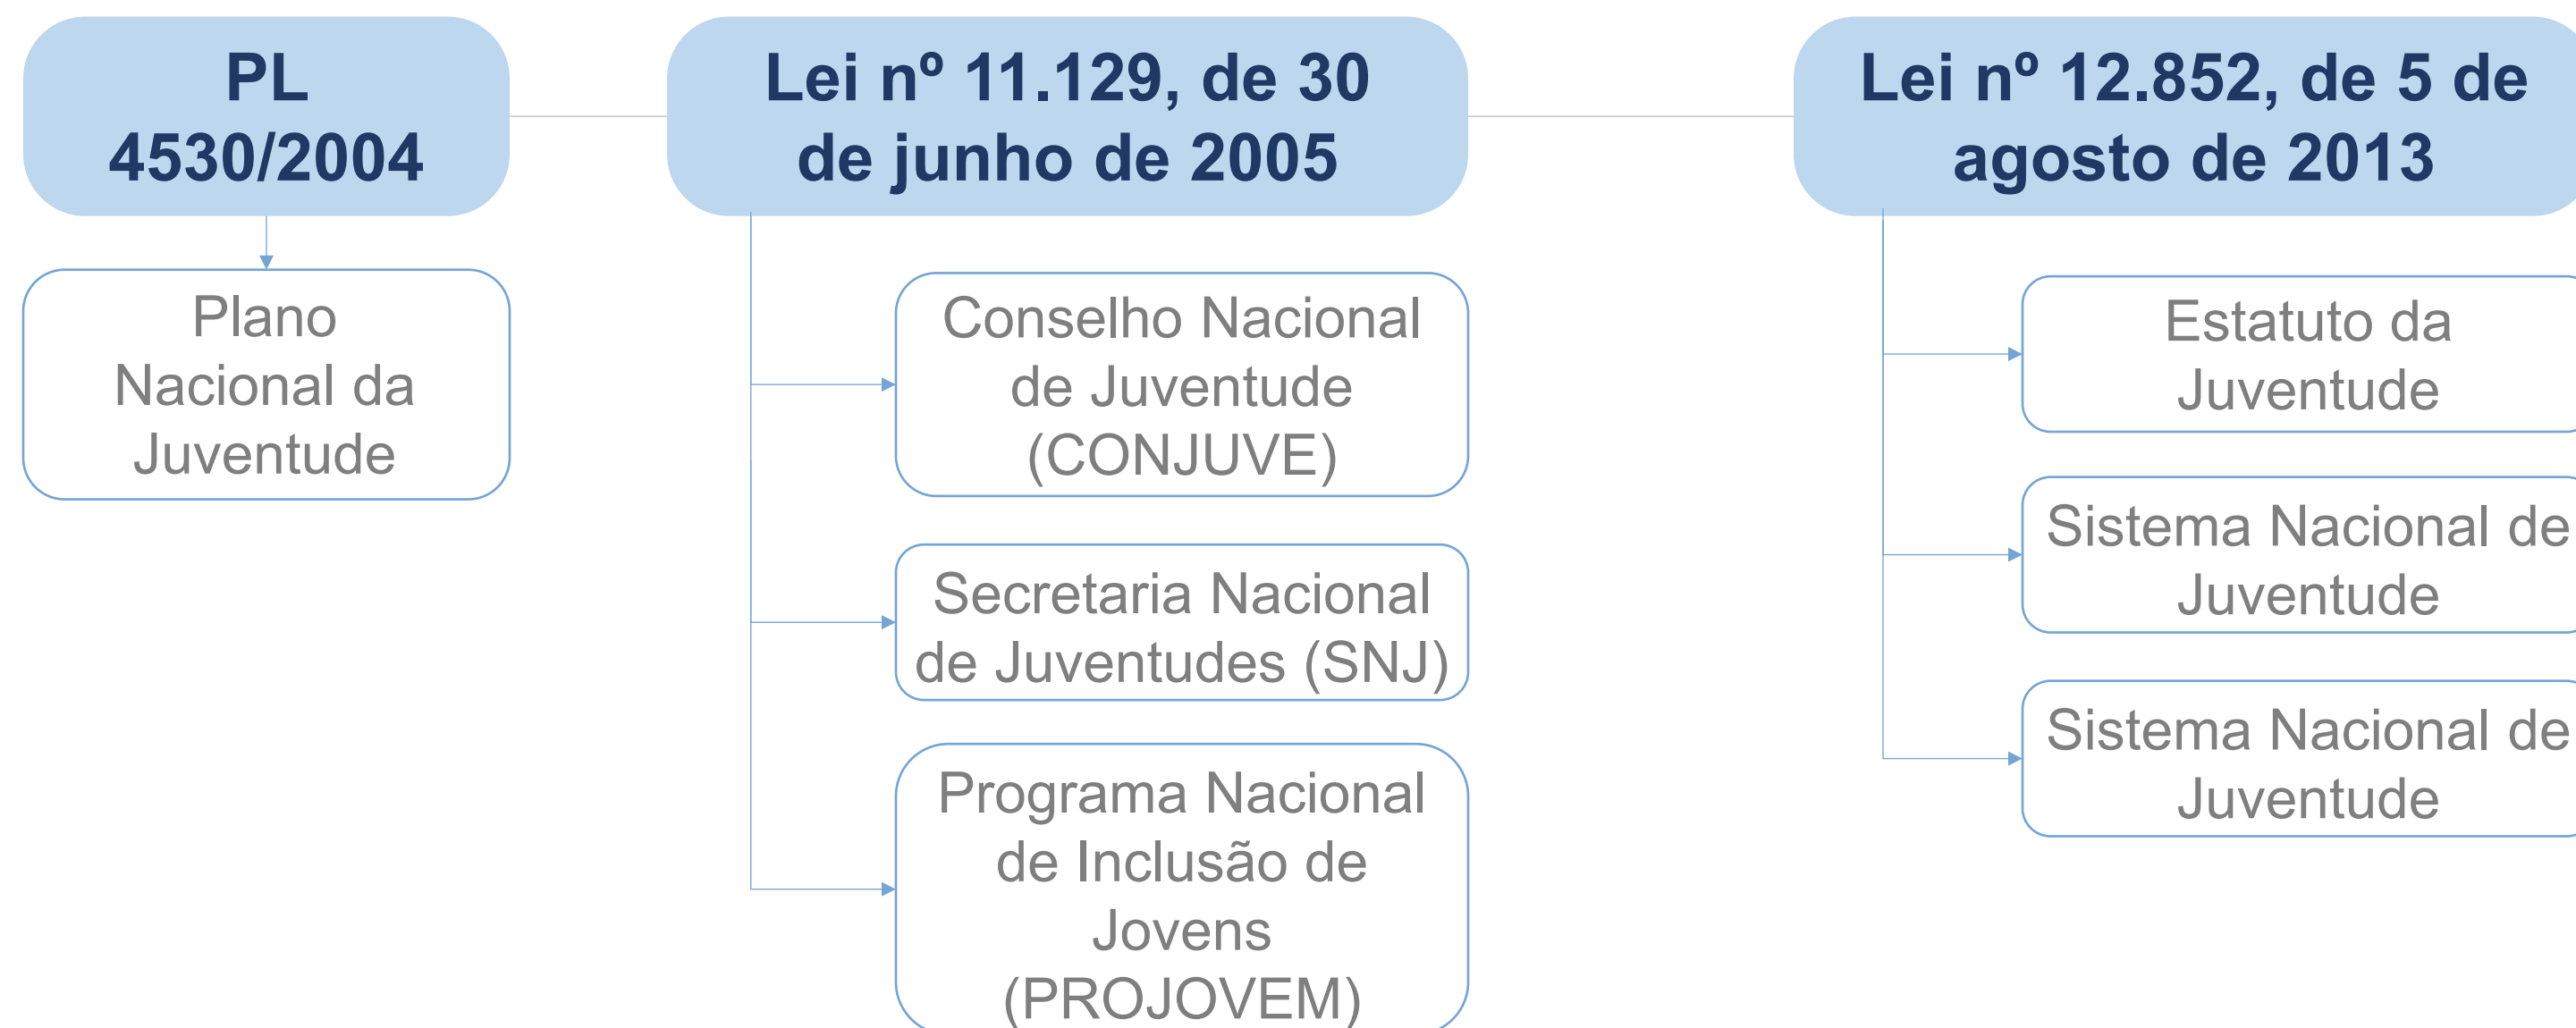 PL
4530/2004
Plano
Nacional da
Juventude
Lei nº 11.129, de 30
de junho de 2005
Conselho Nacional
de Juventude
(CONJUVE)
Secretaria Nacional
de Juventudes (SNJ)
Programa Nacional
de Inclusão de
Jovens
(PROJOVEM)
Lei nº 12.852, de 5 de
agosto de 2013
Estatuto da
Juventude
Sistema Nacional de
Juventude
Sistema Nacional de
Juventude